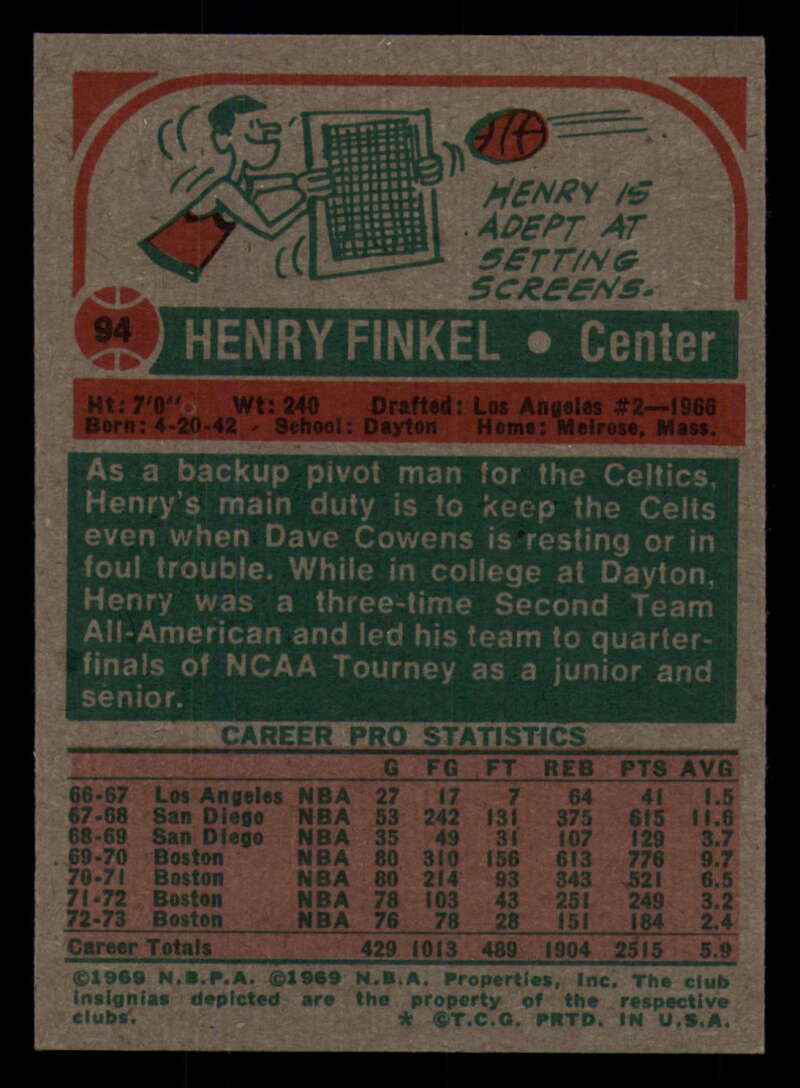 HENRY IS
ADEPT AT
SETTING
SCREENS.
94
HENRY FINKEL • Center
Ht: 7'0" Wt: 240 Drafted: Los Angeles #2—1966
Born: 4-20-42 School: Dayton Home: Melrose, Mass.
As a backup pivot man for the Celtics,
Henry's main duty is to keep the Celts
even when Dave Cowens is resting or in
foul trouble. While in college at Dayton,
Henry was a three-time Second Team
All-American and led his team to quarter-
finals of NCAA Tourney as a junior and
senior.
CAREER PRO STATISTICS
G FG FT REB PTS AVG
66-67 Los Angeles NBA 27 17 7 64 41 1.5
67-68 San Diego NBA 53 242 131 375 615 11.6
68-69 San Diego NBA 35 49 31 107 129 3.7
69-70 Boston NBA 80 310 156 613 776 9.7
70-71 Boston NBA 80 214 93 343 521 6.5
71-72 Boston NBA 78 103 43 251 249 3.2
72-73 Boston NBA 76 78 28 151 184 2.4
Career Totals 429 1013 489 1904 2515 5.9
©1969 N.B.P.A. ©1969 N.B.A. Properties, Inc. The club
insignias depicted are the property of the respective
clubs. * ©T.C.G. PRTD. IN U.S.A.